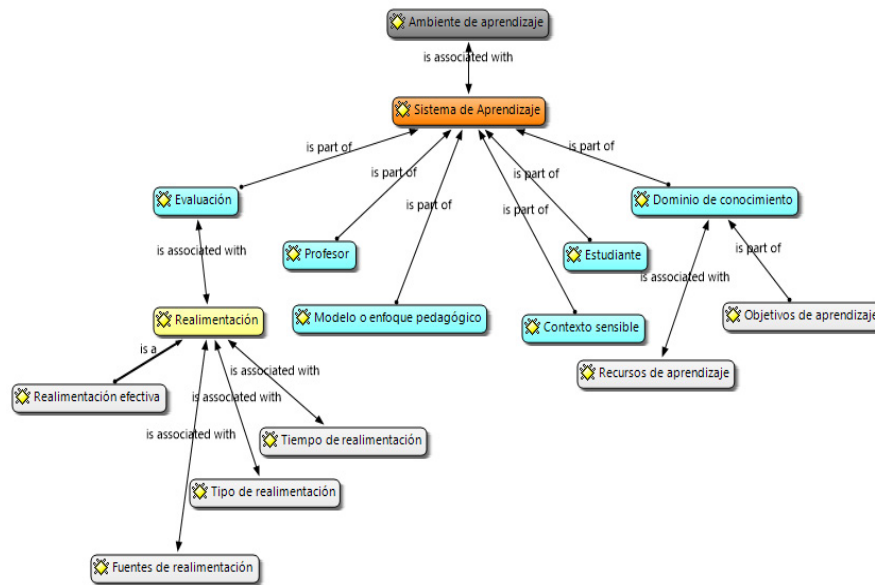 Ambiente de aprendizaje
is associated with
Sistema de Aprendizaje
is part of
is part of
is part of
is part of
is part of
is part of
Evaluación
Dominio de conocimiento
is associated with
Profesor
Estudiante
is associated with
is part of
Realimentación
Modelo o enfoque pedagógico
Contexto sensible
Objetivos de aprendizaje
is a
Recursos de aprendizaje
Realimentación efectiva
is associated with
is associated with
is associated with
Tiempo de realimentación
Tipo de realimentación
Fuentes de realimentación